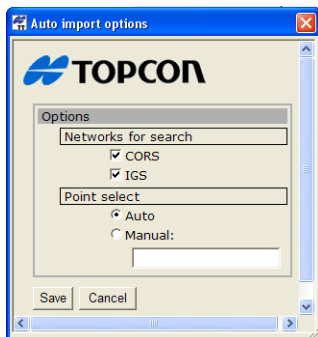 Auto import options
TOPCON
Options
Networks for search
CORS
IGS
Point select
Auto
Manual:
Save Cancel